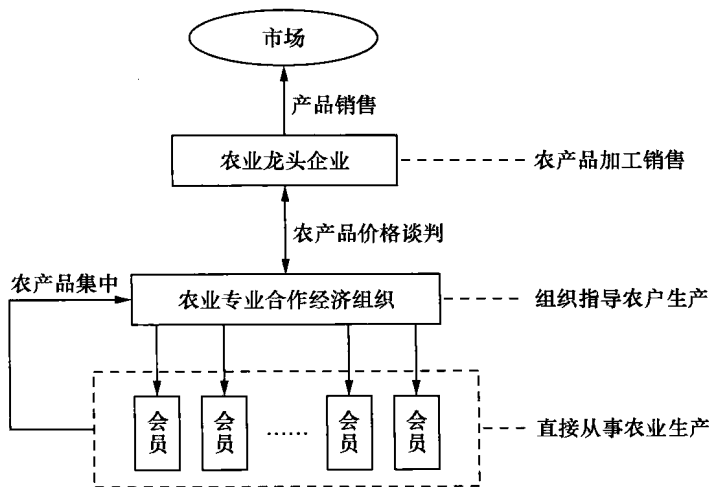 市场
产品销售
农业龙头企业
农产品加工销售
农产品价格谈判
农产品集中
农业专业合作经济组织
组织指导农户生产
会员
会员
……
会员
会员
直接从事农业生产